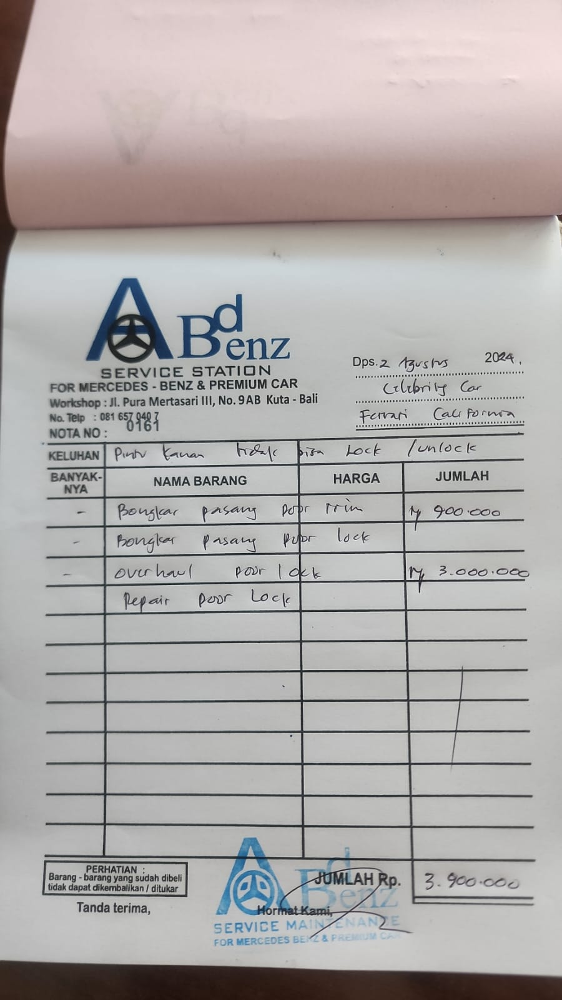 A Bd Benz
SERVICE STATION
FOR MERCEDES - BENZ & PREMIUM CAR
Workshop : Jl. Pura Mertasari III, No. 9AB Kuta - Bali
No. Telp : 081 657 040 7
NOTA NO : 0161
Dps. 2 Agustus 2024.
Celebrity Car
Ferrari California
KELUHAN Pintu kanan tidak bisa Lock /unlock
BANYAK-NYA NAMA BARANG HARGA JUMLAH
- Bongkar pasang Door trim Rp 900.000
- Bongkar pasang Door lock
- overhaul Door lock Rp 3.000.000
Repair Door Lock
JUMLAH Rp. 3.900.000
PERHATIAN :
Barang - barang yang sudah dibeli
tidak dapat dikembalikan / ditukar
Tanda terima,
Hormat Kami,
A Bd Benz
SERVICE MAINTENANCE
FOR MERCEDES BENZ & PREMIUM CAR